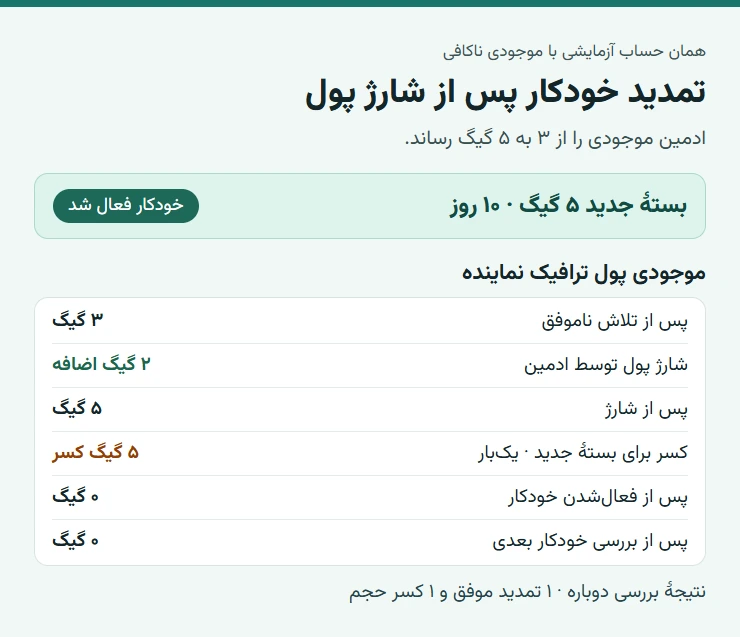 همان حساب آزمایشی با موجودی ناکافی
تمدید خودکار پس از شارژ پول
ادمین موجودی را از ۳ به ۵ گیگ رساند.
بستهٔ جدید ۵ گیگ · ۱۰ روز
خودکار فعال شد
موجودی پول ترافیک نماینده
پس از تلاش ناموفق ۳ گیگ
شارژ پول توسط ادمین ۲ گیگ اضافه
پس از شارژ ۵ گیگ
کسر برای بستهٔ جدید · یک‌بار ۵ گیگ کسر
پس از فعال‌شدن خودکار ۰ گیگ
پس از بررسی خودکار بعدی ۰ گیگ
نتیجهٔ بررسی دوباره · ۱ تمدید موفق و ۱ کسر حجم